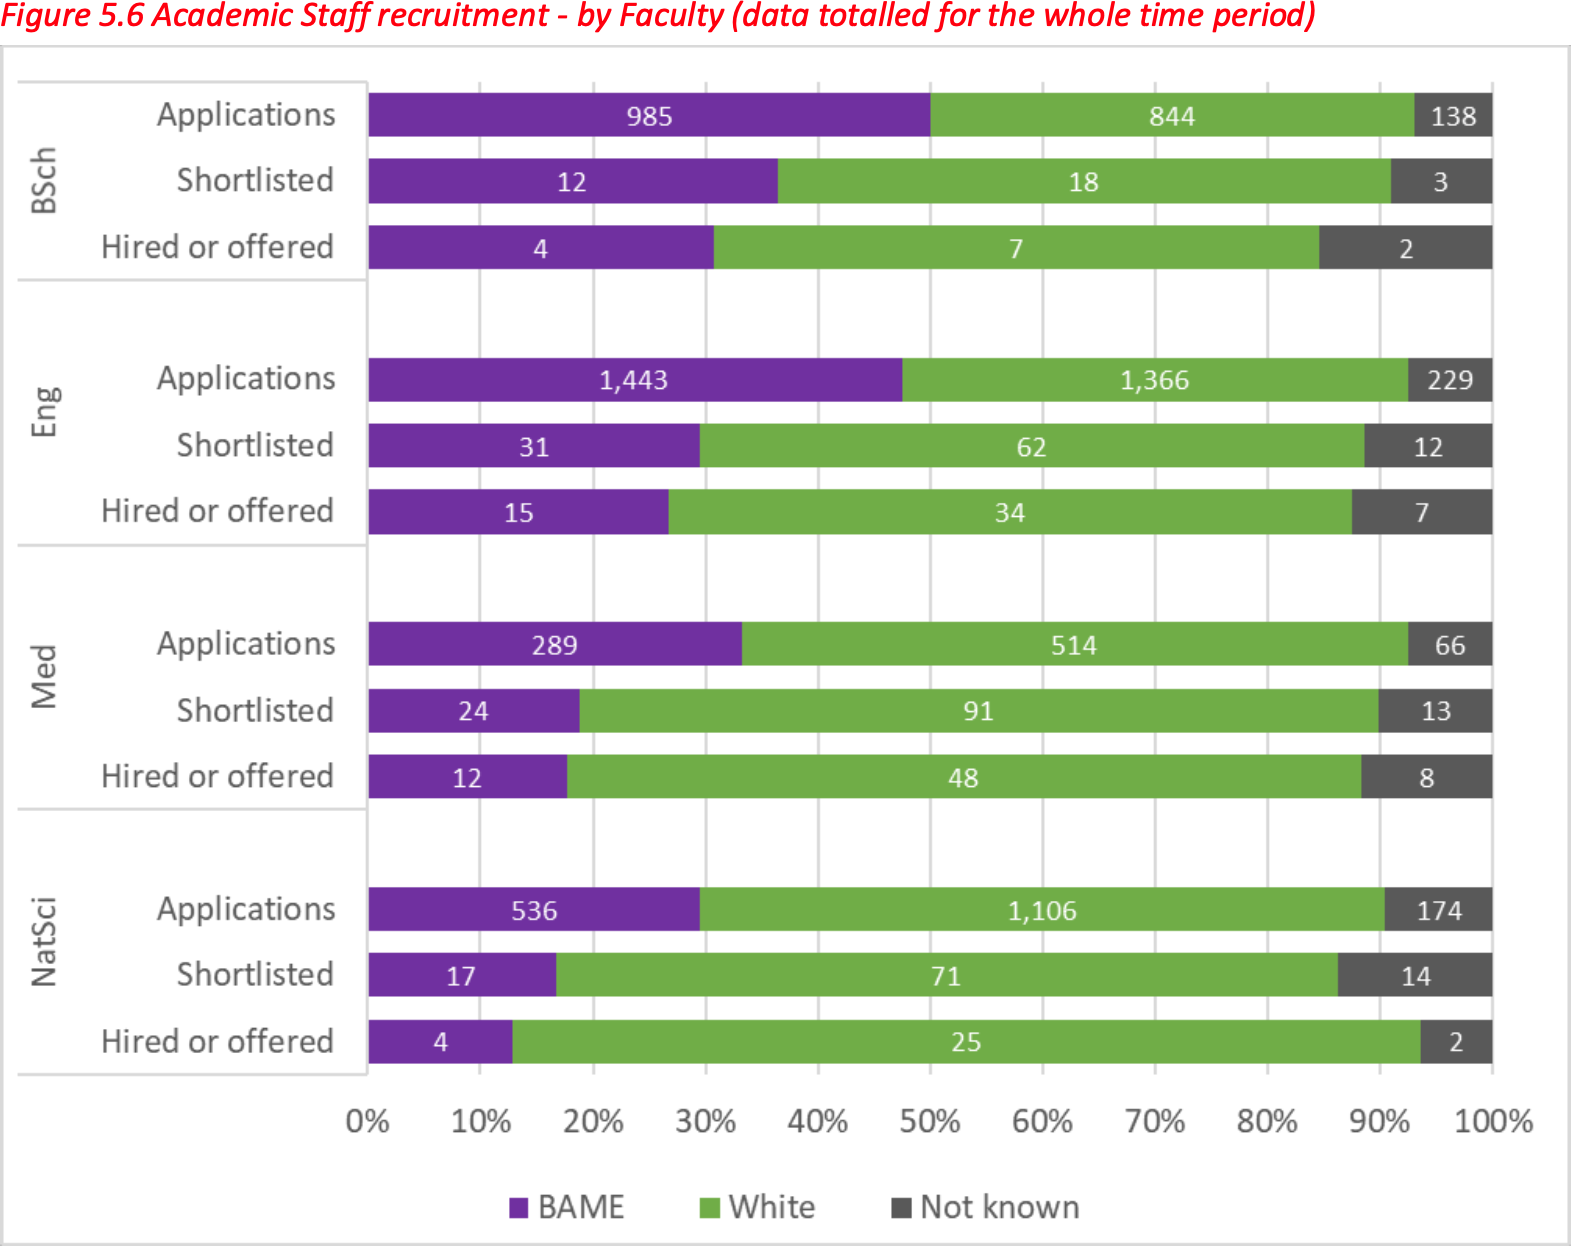 Figure 5.6 Academic Staff recruitment - by Faculty (data totalled for the whole time period)
BSch
Applications 985 844 138
Shortlisted 12 18 3
Hired or offered 4 7 2
Eng
Applications 1,443 1,366 229
Shortlisted 31 62 12
Hired or offered 15 34 7
Med
Applications 289 514 66
Shortlisted 24 91 13
Hired or offered 12 48 8
NatSci
Applications 536 1,106 174
Shortlisted 17 71 14
Hired or offered 4 25 2
0% 10% 20% 30% 40% 50% 60% 70% 80% 90% 100%
BAME White Not known